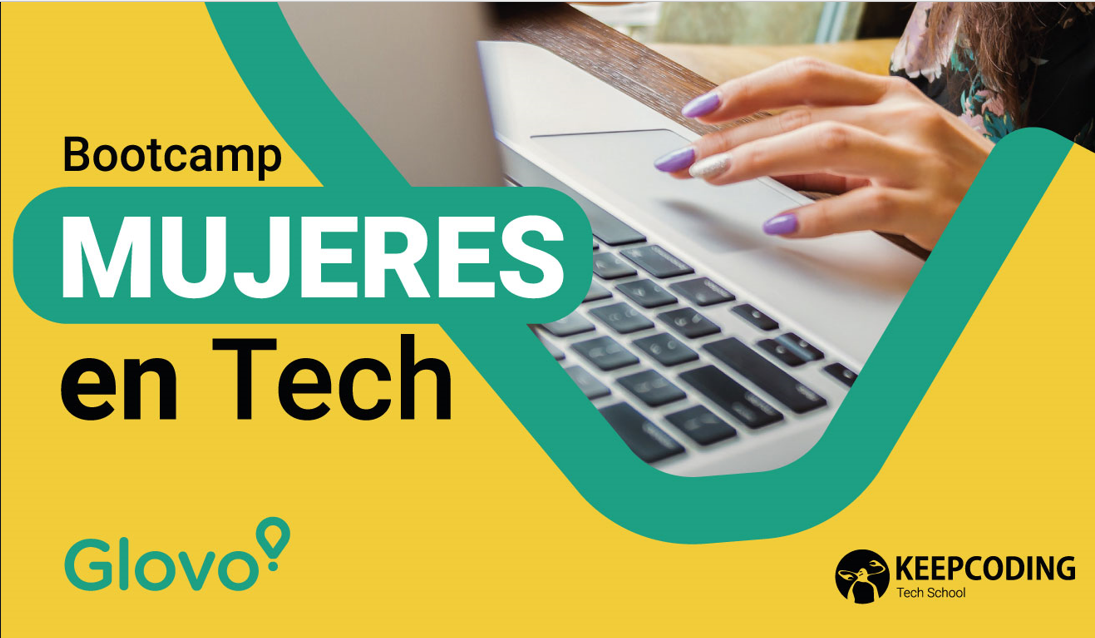 Bootcamp
MUJERES
en Tech
Glovo
KEEPCODING
Tech School